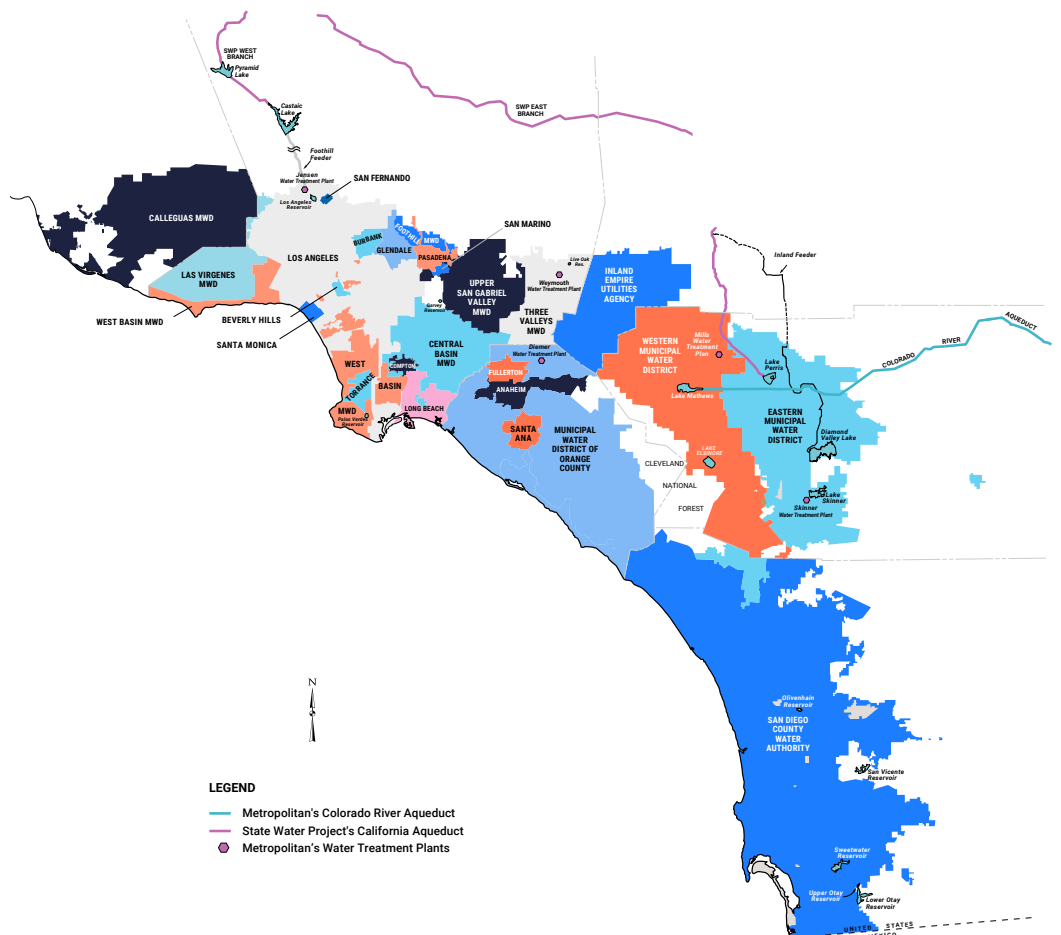 SWP WEST
BRANCH
Pyramid
Lake
SWP EAST
BRANCH
Castaic
Lake
Foothill
Feeder
Jensen
Water Treatment Plant
Los Angeles
Reservoir
SAN FERNANDO
CALLEGUAS MWD
SAN MARINO
BURBANK
FOOTHILL
MWD
GLENDALE
PASADENA
LOS ANGELES
LAS VIRGENES
MWD
WEST BASIN MWD
BEVERLY HILLS
SANTA MONICA
Garvey
Reservoir
UPPER
SAN GABRIEL
VALLEY
MWD
Live Oak
Res.
Weymouth
Water Treatment Plant
THREE
VALLEYS
MWD
INLAND
EMPIRE
UTILITIES
AGENCY
Inland Feeder
Mills
Water
Treatment
Plan
WESTERN
MUNICIPAL
WATER
DISTRICT
Lake
Perris
COLORADO
RIVER
AQUEDUCT
CENTRAL
BASIN
MWD
Diemer
Water Treatment Plant
WEST
BASIN
MWD
TORRANCE
COMPTON
Palos Verdes
Reservoir
LONG BEACH
FULLERTON
ANAHEIM
SANTA
ANA
MUNICIPAL
WATER
DISTRICT OF
ORANGE
COUNTY
Lake Mathews
EASTERN
MUNICIPAL
WATER
DISTRICT
Diamond
Valley Lake
LAKE
ELSINORE
CLEVELAND
NATIONAL
FOREST
Lake
Skinner
Skinner
Water Treatment Plant
Olivenhain
Reservoir
SAN DIEGO
COUNTY
WATER
AUTHORITY
San Vicente
Reservoir
Sweetwater
Reservoir
Upper Otay
Reservoir
Lower Otay
Reservoir
UNITED STATES
MEXICO
N
LEGEND
Metropolitan's Colorado River Aqueduct
State Water Project's California Aqueduct
Metropolitan's Water Treatment Plants